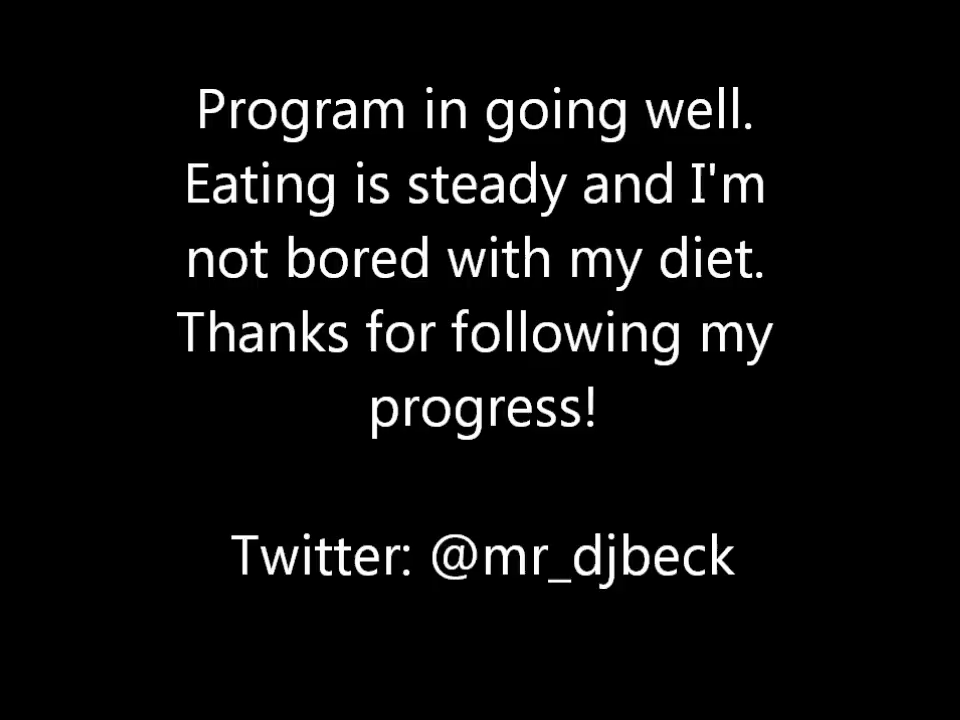 Program in going well.
Eating is steady and I'm
not bored with my diet.
Thanks for following my
progress!
Twitter: @mr_djbeck